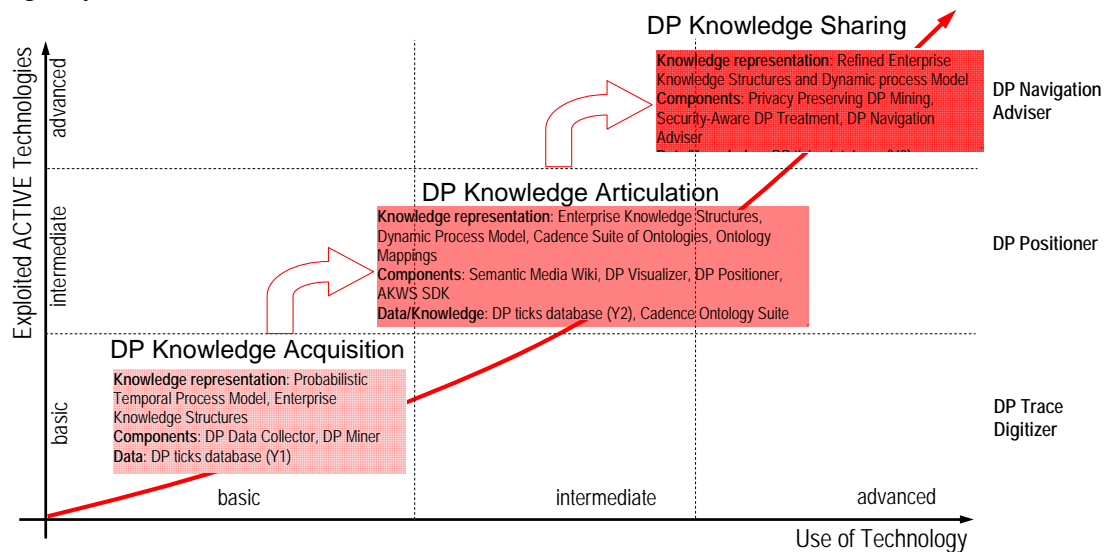 DP Knowledge Sharing
Knowledge representation: Refined Enterprise
Knowledge Structures and Dynamic process Model
Components: Privacy Preserving DP Mining,
Security-Aware DP Treatment, DP Navigation
Adviser
DP Navigation
Adviser
advanced
Exploited ACTIVE Technologies
DP Knowledge Articulation
Knowledge representation: Enterprise Knowledge Structures,
Dynamic Process Model, Cadence Suite of Ontologies, Ontology
Mappings
Components: Semantic Media Wiki, DP Visualizer, DP Positioner,
AKWS SDK
Data/Knowledge: DP ticks database (Y2), Cadence Ontology Suite
DP Positioner
intermediate
DP Knowledge Acquisition
Knowledge representation: Probabilistic
Temporal Process Model, Enterprise
Knowledge Structures
Components: DP Data Collector, DP Miner
Data: DP ticks database (Y1)
DP Trace
Digitizer
basic
basic
intermediate
advanced
Use of Technology